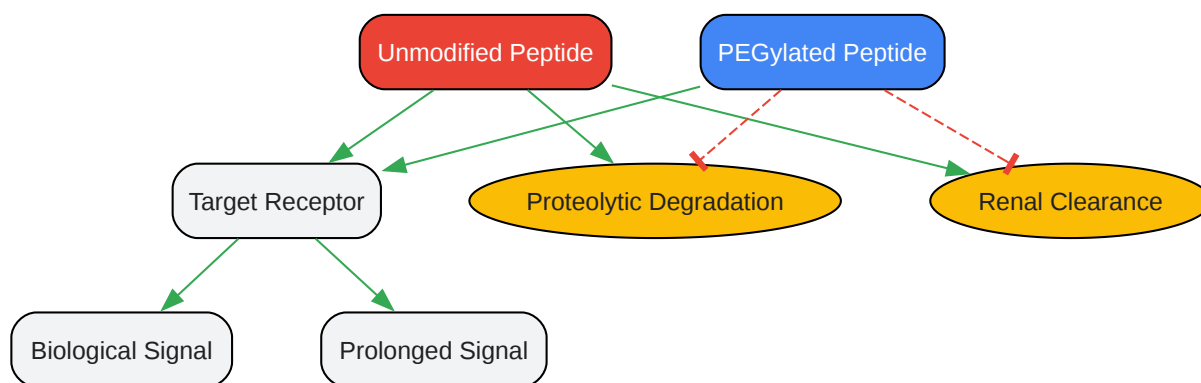 Unmodified Peptide
PEGylated Peptide
Target Receptor
Proteolytic Degradation
Renal Clearance
Biological Signal
Prolonged Signal